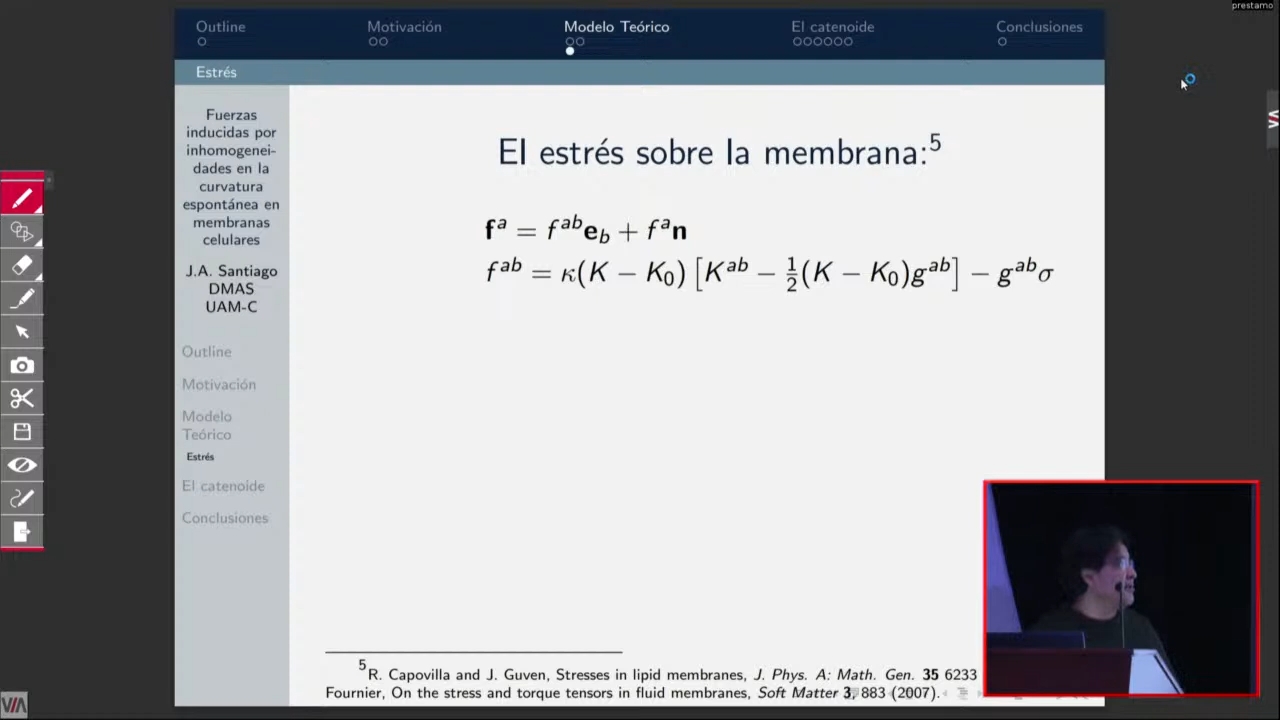 prestamo
Outline Motivación Modelo Teórico El catenoide Conclusiones
Estrés
Fuerzas
inducidas por
inhomogenei-
dades en la
curvatura
espontánea en
membranas
celulares
J.A. Santiago
DMAS
UAM-C
Outline
Motivación
Modelo
Teórico
Estrés
El catenoide
Conclusiones
El estrés sobre la membrana:⁵
𝐟ᵃ = fᵃᵇ𝐞_b + fᵃ𝐧
fᵃᵇ = κ(K − K₀) [Kᵃᵇ − ½(K − K₀)gᵃᵇ] − gᵃᵇσ
⁵R. Capovilla and J. Guven, Stresses in lipid membranes, J. Phys. A: Math. Gen. 35 6233
Fournier, On the stress and torque tensors in fluid membranes, Soft Matter 3, 883 (2007).
VIA